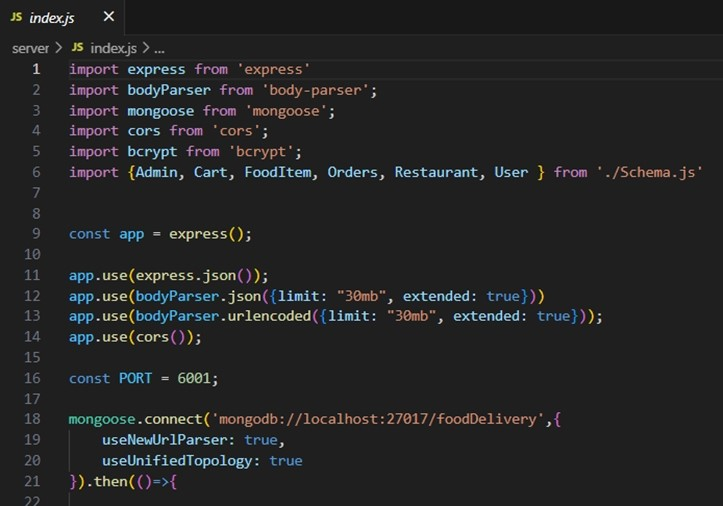 JS index.js ×
server > JS index.js > ...
1 import express from 'express'
2 import bodyParser from 'body-parser';
3 import mongoose from 'mongoose';
4 import cors from 'cors';
5 import bcrypt from 'bcrypt';
6 import {Admin, Cart, FoodItem, Orders, Restaurant, User } from './Schema.js'
7
8
9 const app = express();
10
11 app.use(express.json());
12 app.use(bodyParser.json({limit: "30mb", extended: true}))
13 app.use(bodyParser.urlencoded({limit: "30mb", extended: true}));
14 app.use(cors());
15
16 const PORT = 6001;
17
18 mongoose.connect('mongodb://localhost:27017/foodDelivery',{
19     useNewUrlParser: true,
20     useUnifiedTopology: true
21 }).then(()=>{
22